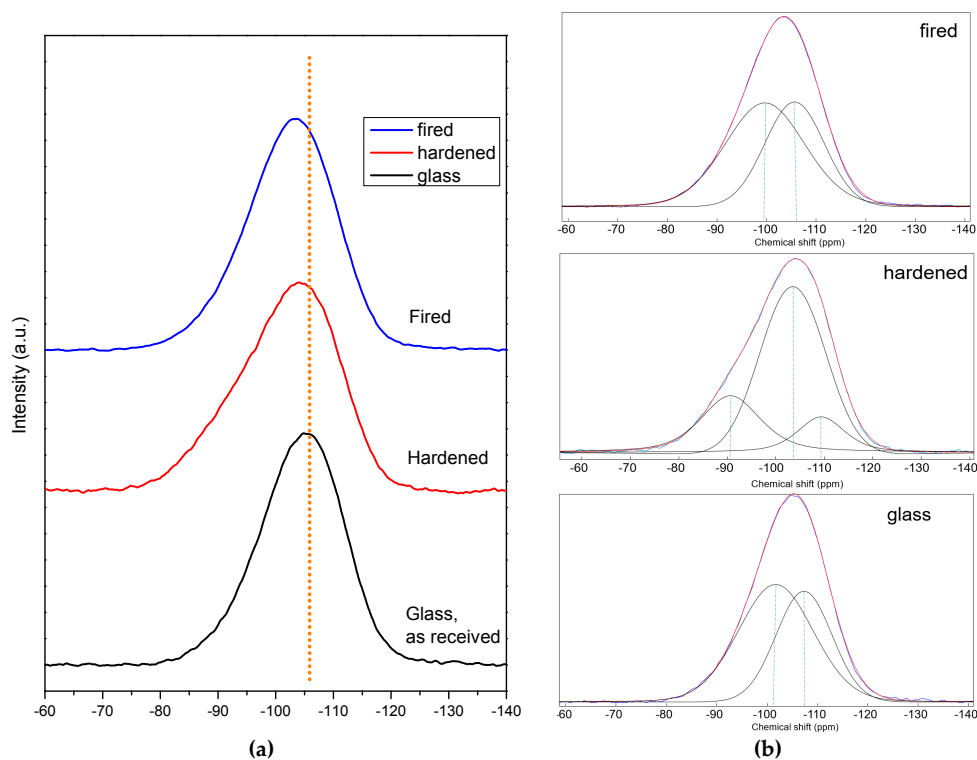 fired
hardened
glass
Fired
Hardened
Glass,
as received
Intensity (a.u.)
-60 -70 -80 -90 -100 -110 -120 -130 -140
(a)
fired
-60 -70 -80 -90 -100 -110 -120 -130 -140
Chemical shift (ppm)
hardened
-60 -70 -80 -90 -100 -110 -120 -130 -140
Chemical shift (ppm)
glass
-60 -70 -80 -90 -100 -110 -120 -130 -140
Chemical shift (ppm)
(b)